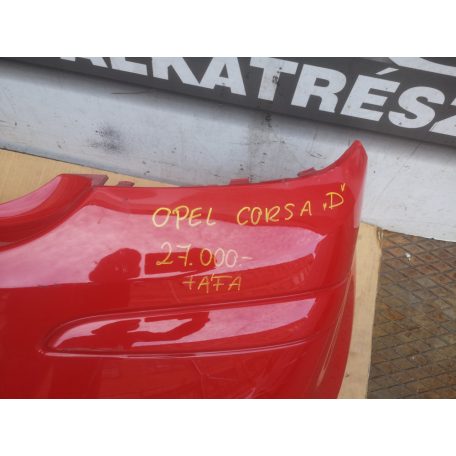 ALKATRÉSZ
OPEL CORSA „D"
27.000.-
+ÁFA